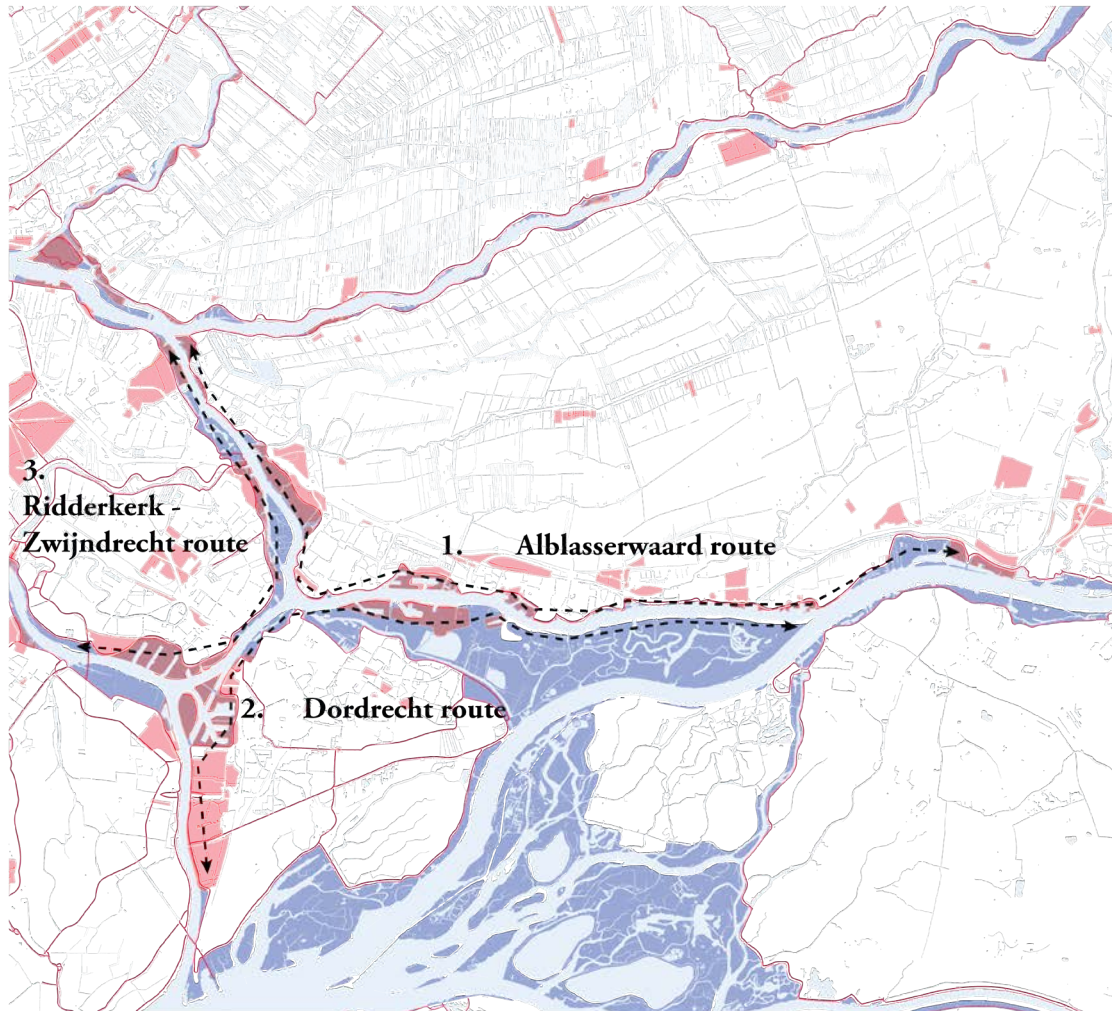 3.
Ridderkerk -
Zwijndrecht route
1. Alblasserwaard route
2. Dordrecht route